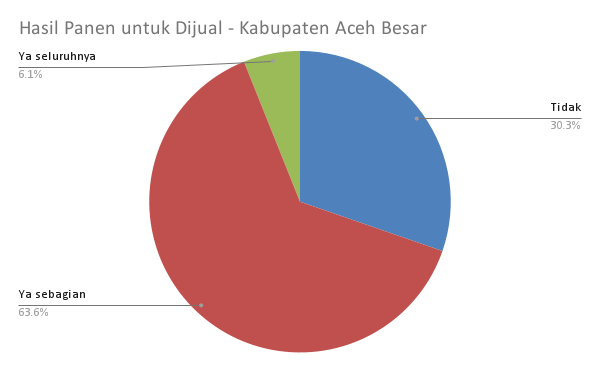 Hasil Panen untuk Dijual - Kabupaten Aceh Besar
Ya seluruhnya
6.1%
Tidak
30.3%
Ya sebagian
63.6%